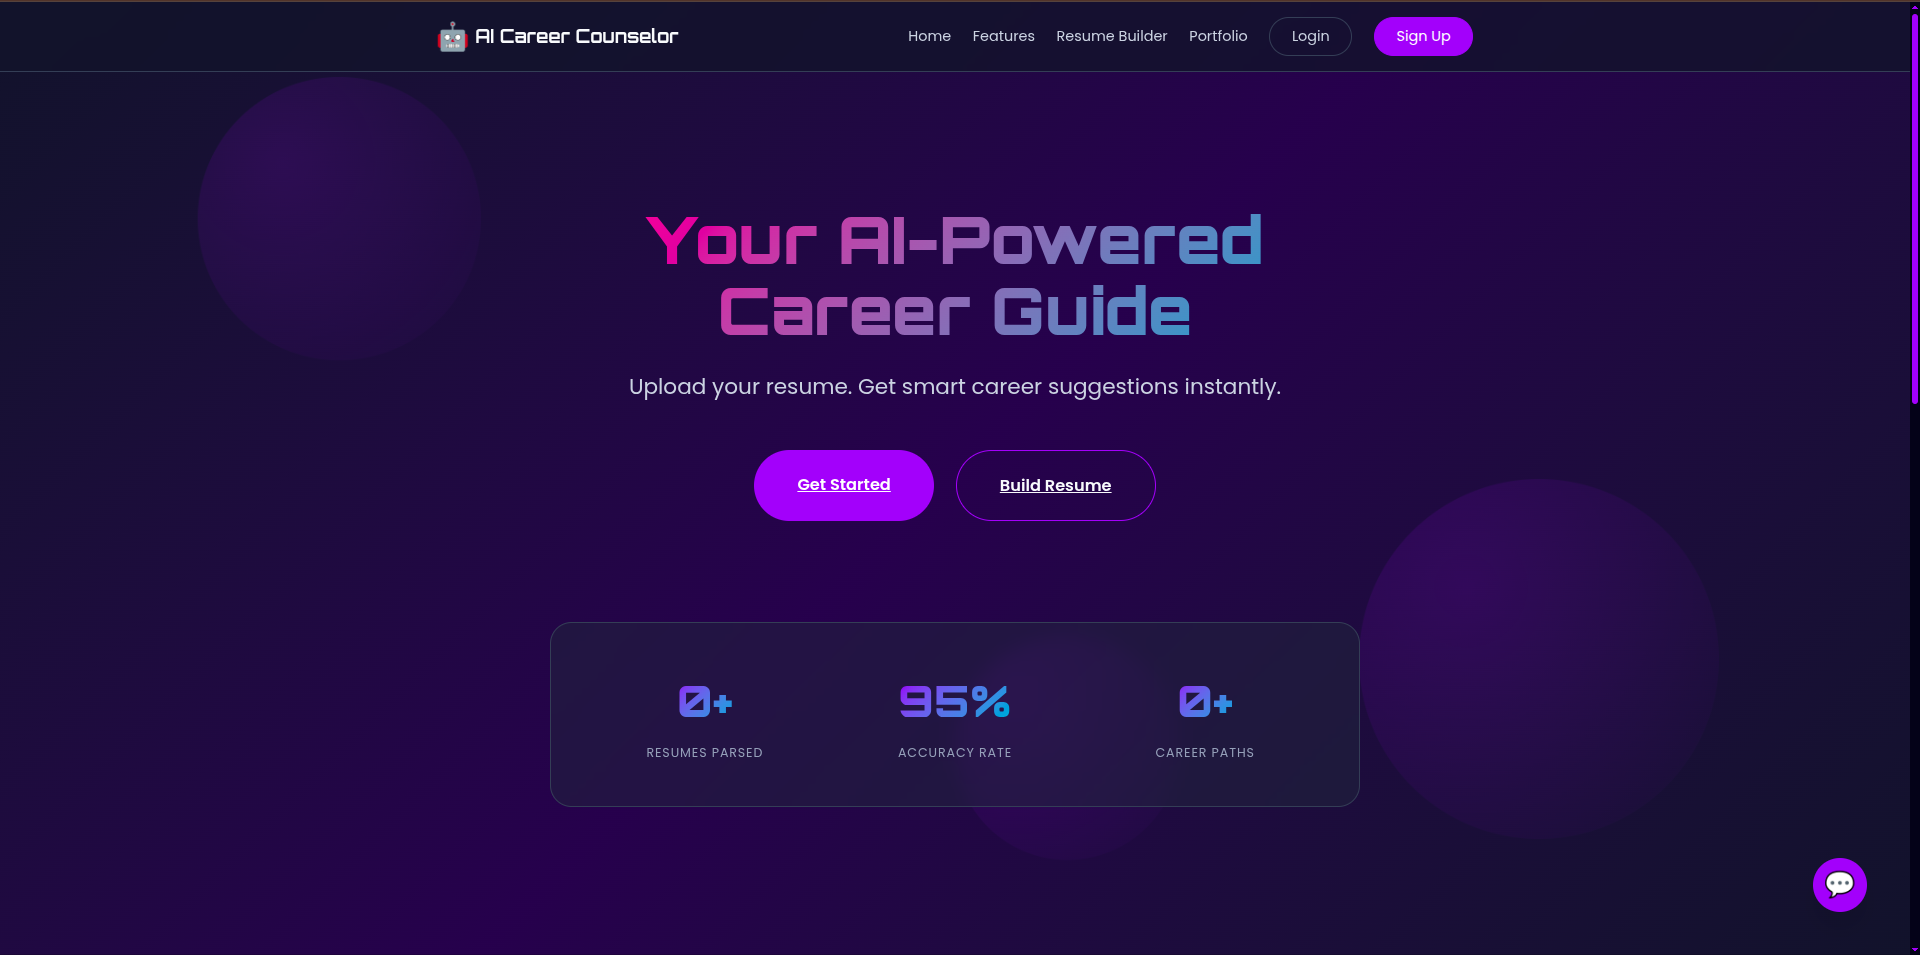 AI Career Counselor
Home
Features
Resume Builder
Portfolio
Login
Sign Up
Your AI-Powered
Career Guide
Upload your resume. Get smart career suggestions instantly.
Get Started
Build Resume
0+
95%
0+
RESUMES PARSED
ACCURACY RATE
CAREER PATHS